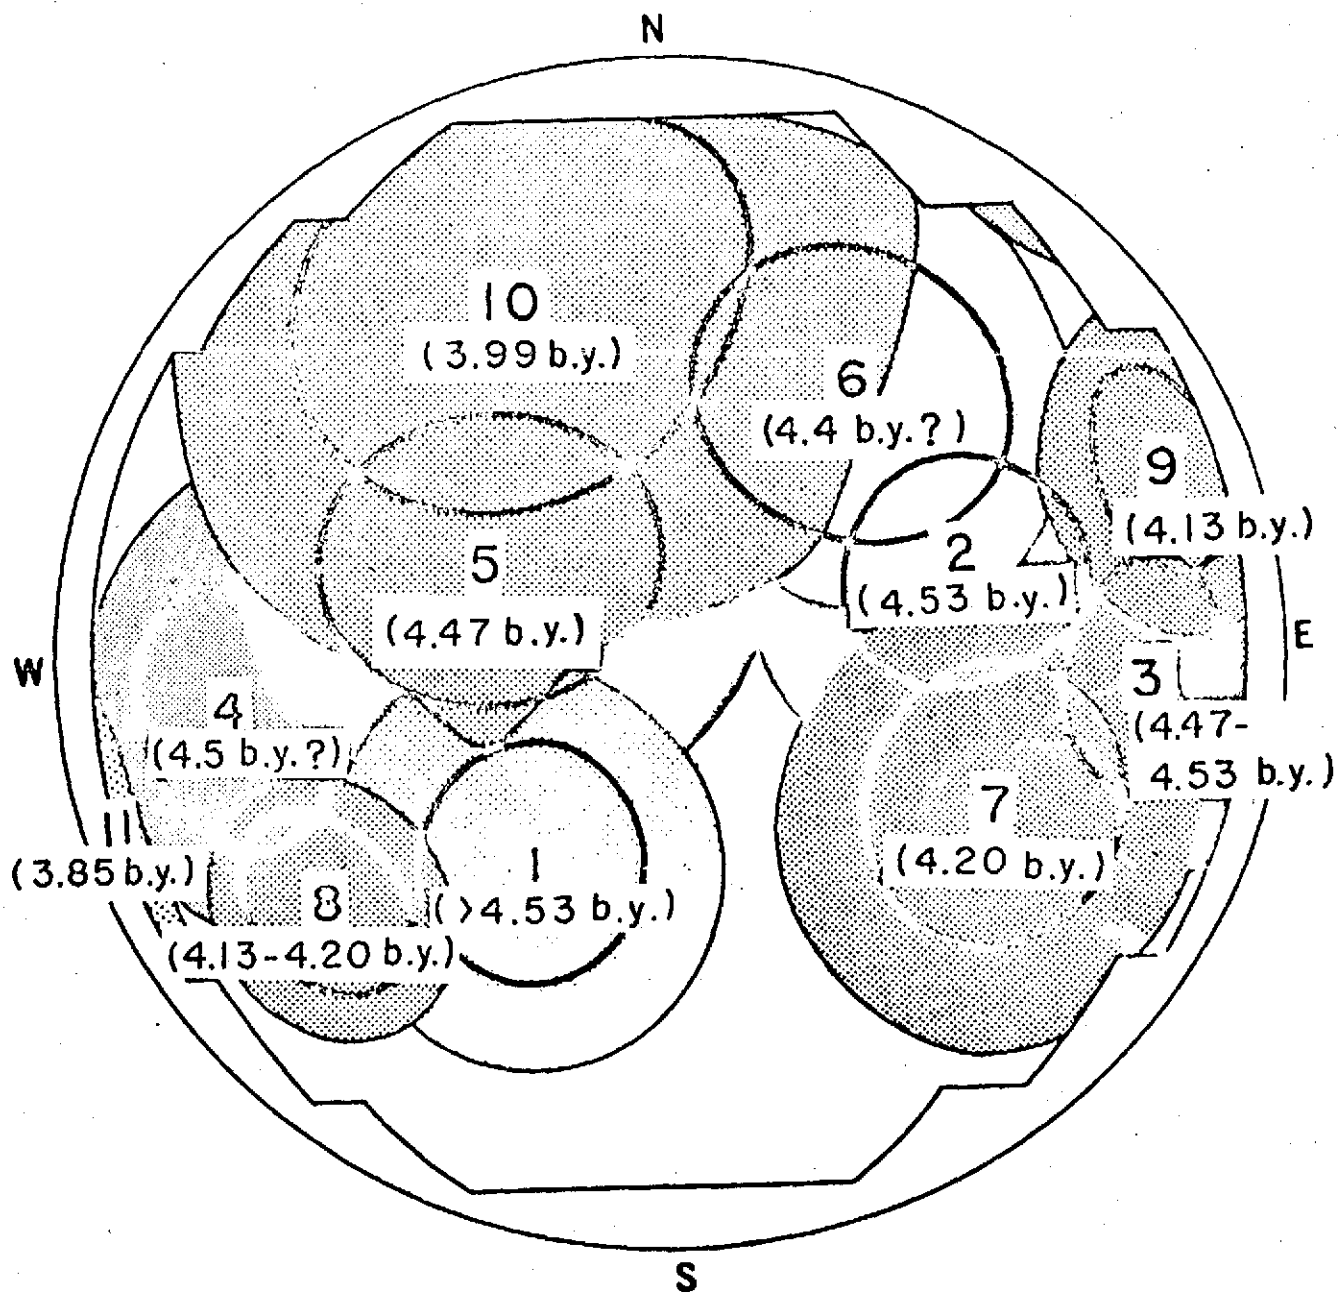 N
10
(3.99 b.y.)
6
(4.4 b.y.?)
9
(4.13 b.y.)
5
(4.47 b.y.)
2
(4.53 b.y.)
W
E
3
(4.47-
4.53 b.y.)
4
(4.5 b.y.?)
7
(4.20 b.y.)
11
(3.85 b.y.)
1
(>4.53 b.y.)
8
(4.13-4.20 b.y.)
S